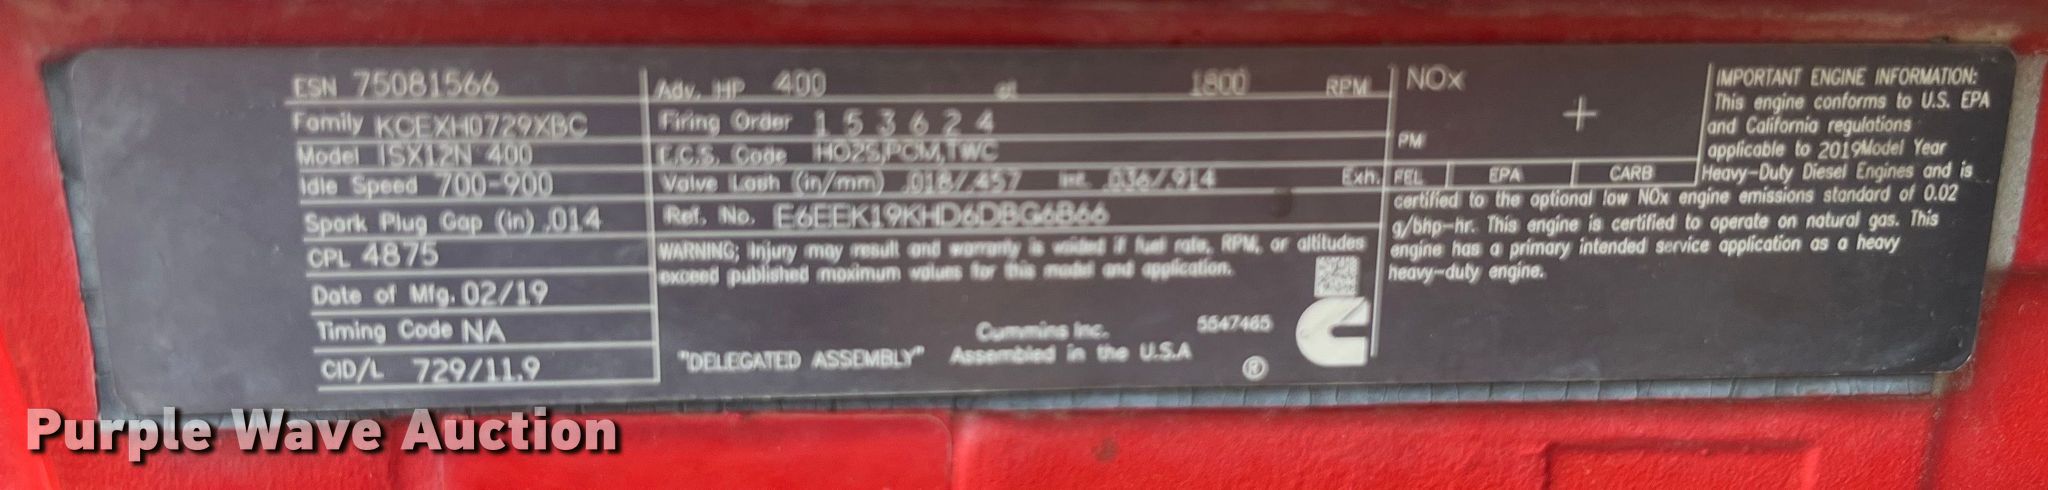 ESN 75081566
Family KCEXH0729XBC
Model ISX12N 400
Idle Speed 700-900
Spark Plug Gap (in) .014
CPL 4875
Date of Mfg. 02/19
Timing Code NA
CID/L 729/11.9
Adv. HP 400 at 1800 RPM
Firing Order 1 5 3 6 2 4
E.C.S. Code HO2S,PCM,TWC
Valve Lash (in/mm) .018/.457 Int. .036/.914 Exh.
Ref. No. E6EEK19KHD6DBG6B66
WARNING; Injury may result and warranty is voided if fuel rate, RPM, or altitudes
exceed published maximum values for this model and application.
Cummins Inc. 5547465
"DELEGATED ASSEMBLY" Assembled in the U.S.A
®
NOx
+
PM
FEL EPA CARB
IMPORTANT ENGINE INFORMATION:
This engine conforms to U.S. EPA
and California regulations
applicable to 2019Model Year
Heavy-Duty Diesel Engines and is
certified to the optional low NOx engine emissions standard of 0.02
g/bhp-hr. This engine is certified to operate on natural gas. This
engine has a primary intended service application as a heavy
heavy-duty engine.
Purple Wave Auction